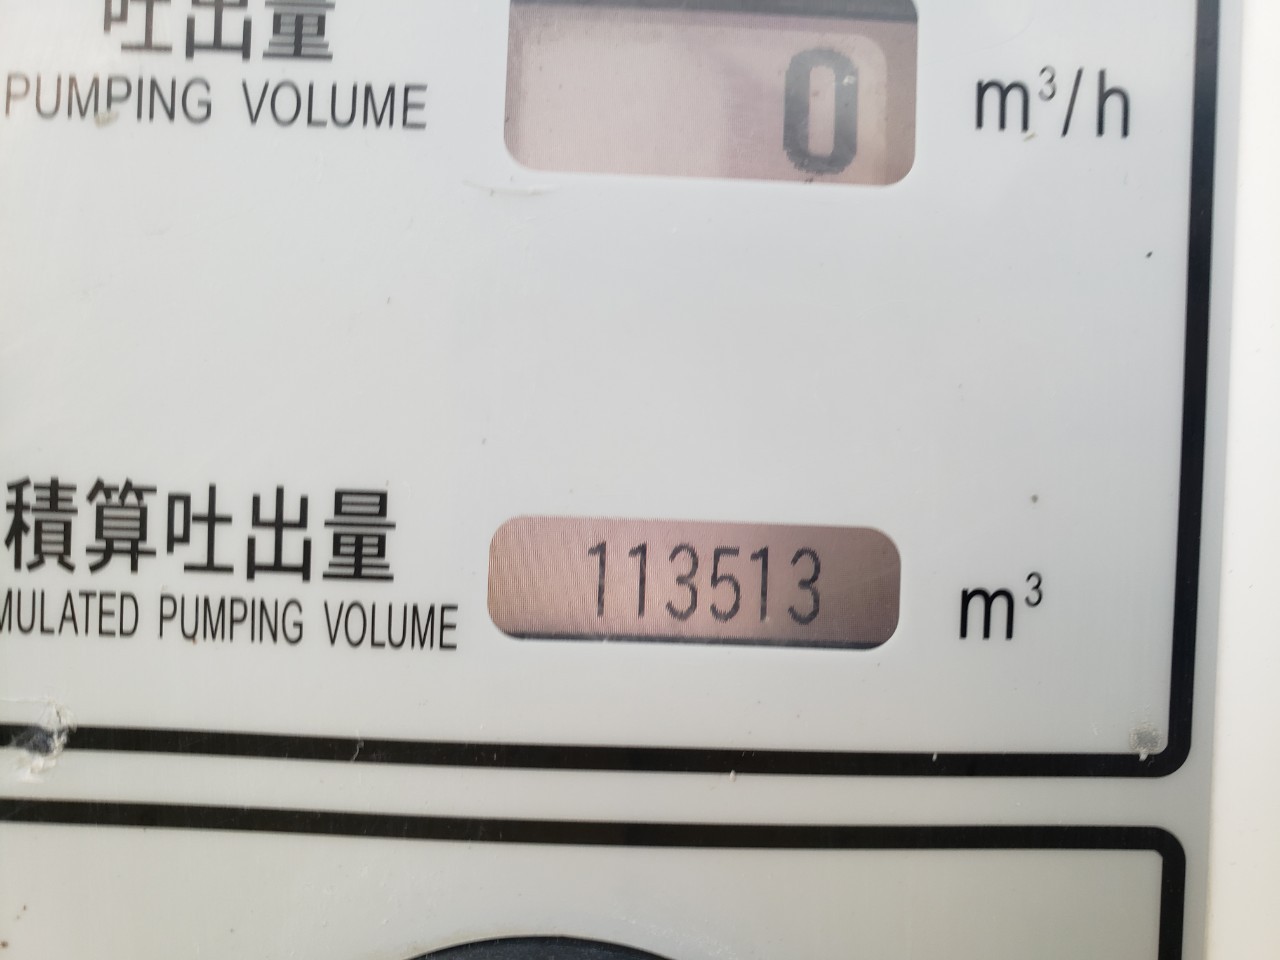 吐出量
PUMPING VOLUME
0
m³/h
積算吐出量
MULATED PUMPING VOLUME
113513
m³